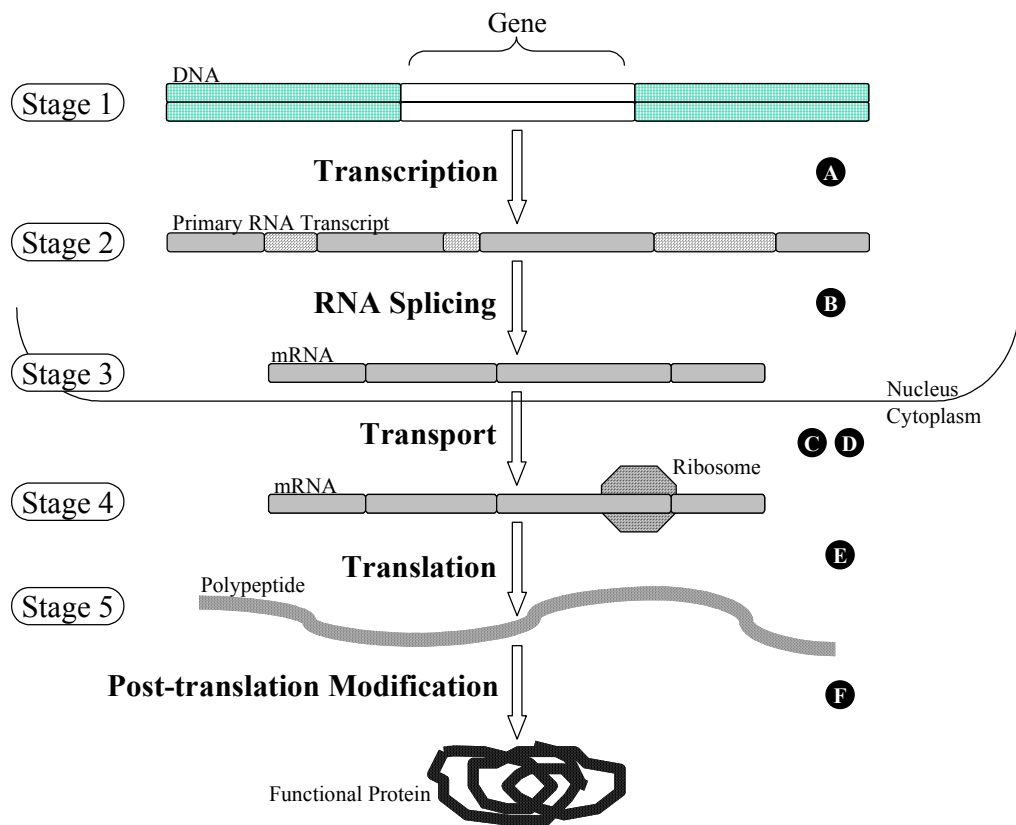 Gene
DNA
Stage 1
Transcription
A
Primary RNA Transcript
Stage 2
RNA Splicing
B
mRNA
Stage 3
Nucleus
Cytoplasm
Transport
C D
Ribosome
mRNA
Stage 4
E
Translation
Polypeptide
Stage 5
Post-translation Modification
F
Functional Protein